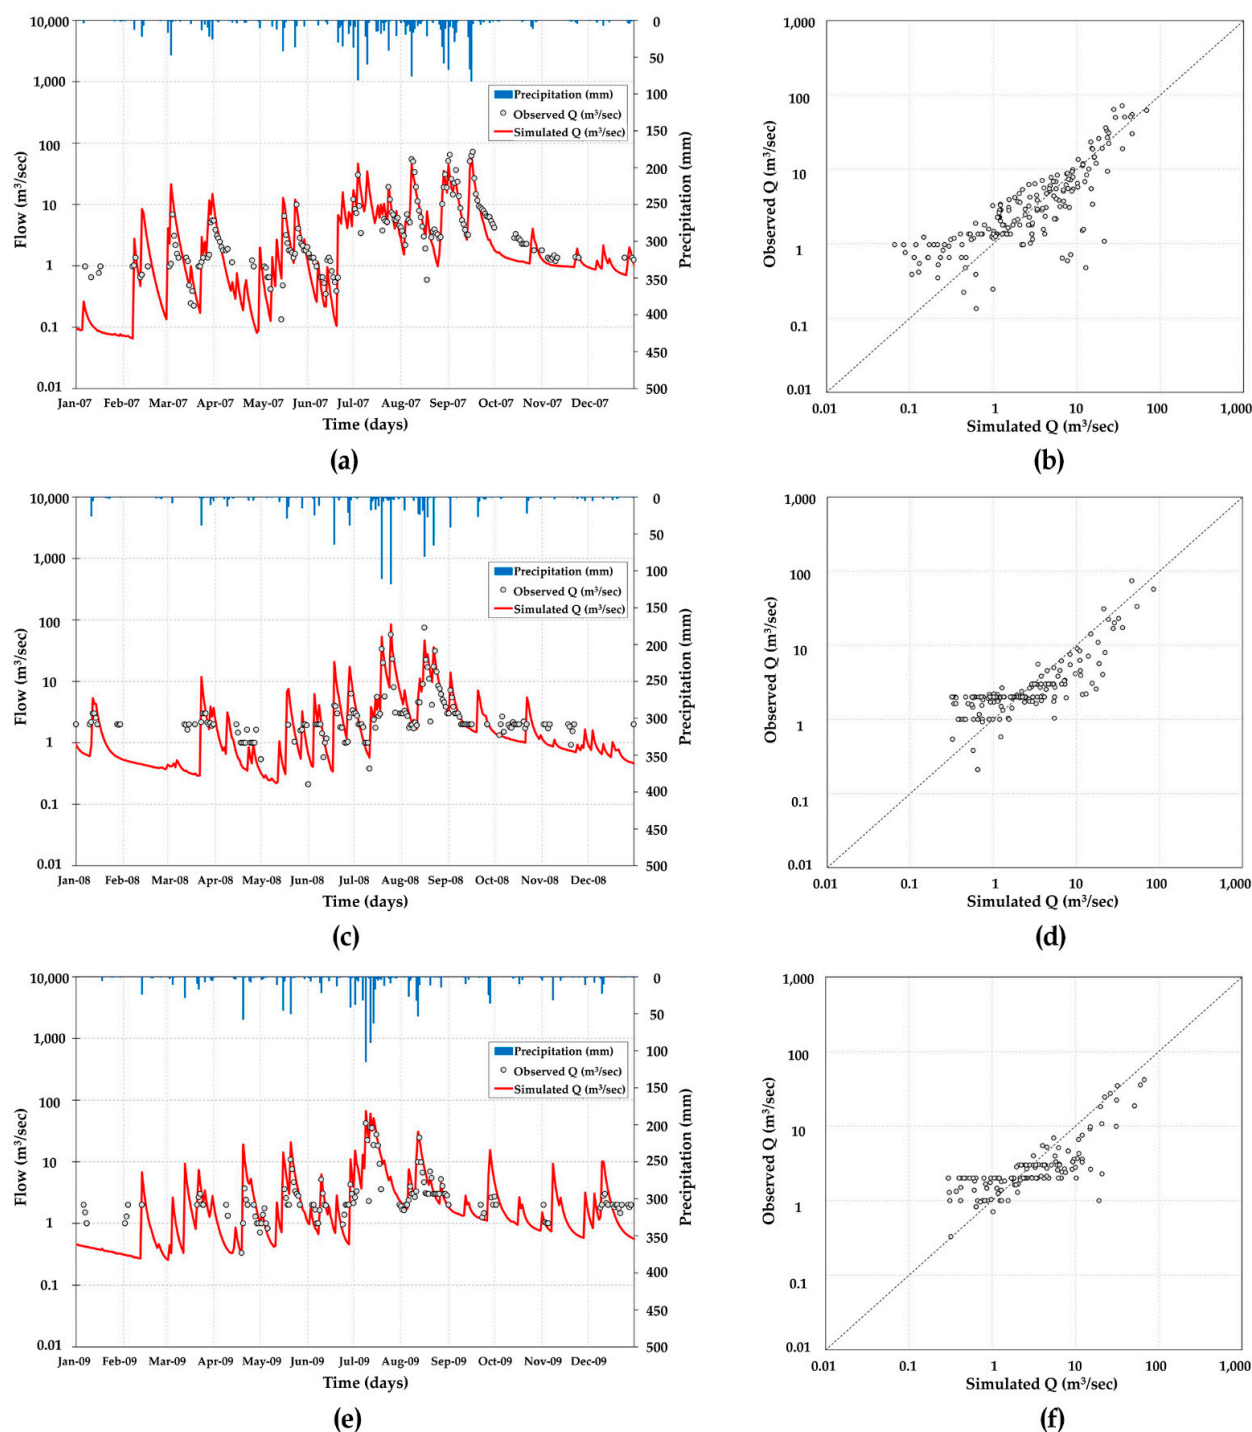 10,000
1,000
100
10
1
0.1
0.01
Flow (m³/sec)
0
50
100
150
200
250
300
350
400
450
500
Precipitation (mm)
Precipitation (mm)
Observed Q (m³/sec)
Simulated Q (m³/sec)
Jan-07 Feb-07 Mar-07 Apr-07 May-07 Jun-07 Jul-07 Aug-07 Sep-07 Oct-07 Nov-07 Dec-07
Time (days)
(a)
1,000
100
10
1
0.1
0.01
Observed Q (m³/sec)
0.01 0.1 1 10 100 1,000
Simulated Q (m³/sec)
(b)
10,000
1,000
100
10
1
0.1
0.01
Flow (m³/sec)
0
50
100
150
200
250
300
350
400
450
500
Precipitation (mm)
Precipitation (mm)
Observed Q (m³/sec)
Simulated Q (m³/sec)
Jan-08 Feb-08 Mar-08 Apr-08 May-08 Jun-08 Jul-08 Aug-08 Sep-08 Oct-08 Nov-08 Dec-08
Time (days)
(c)
1,000
100
10
1
0.1
0.01
Observed Q (m³/sec)
0.01 0.1 1 10 100 1,000
Simulated Q (m³/sec)
(d)
10,000
1,000
100
10
1
0.1
0.01
Flow (m³/sec)
0
50
100
150
200
250
300
350
400
450
500
Precipitation (mm)
Precipitation (mm)
Observed Q (m³/sec)
Simulated Q (m³/sec)
Jan-09 Feb-09 Mar-09 Apr-09 May-09 Jun-09 Jul-09 Aug-09 Sep-09 Oct-09 Nov-09 Dec-09
Time (days)
(e)
1,000
100
10
1
0.1
0.01
Observed Q (m³/sec)
0.01 0.1 1 10 100 1,000
Simulated Q (m³/sec)
(f)